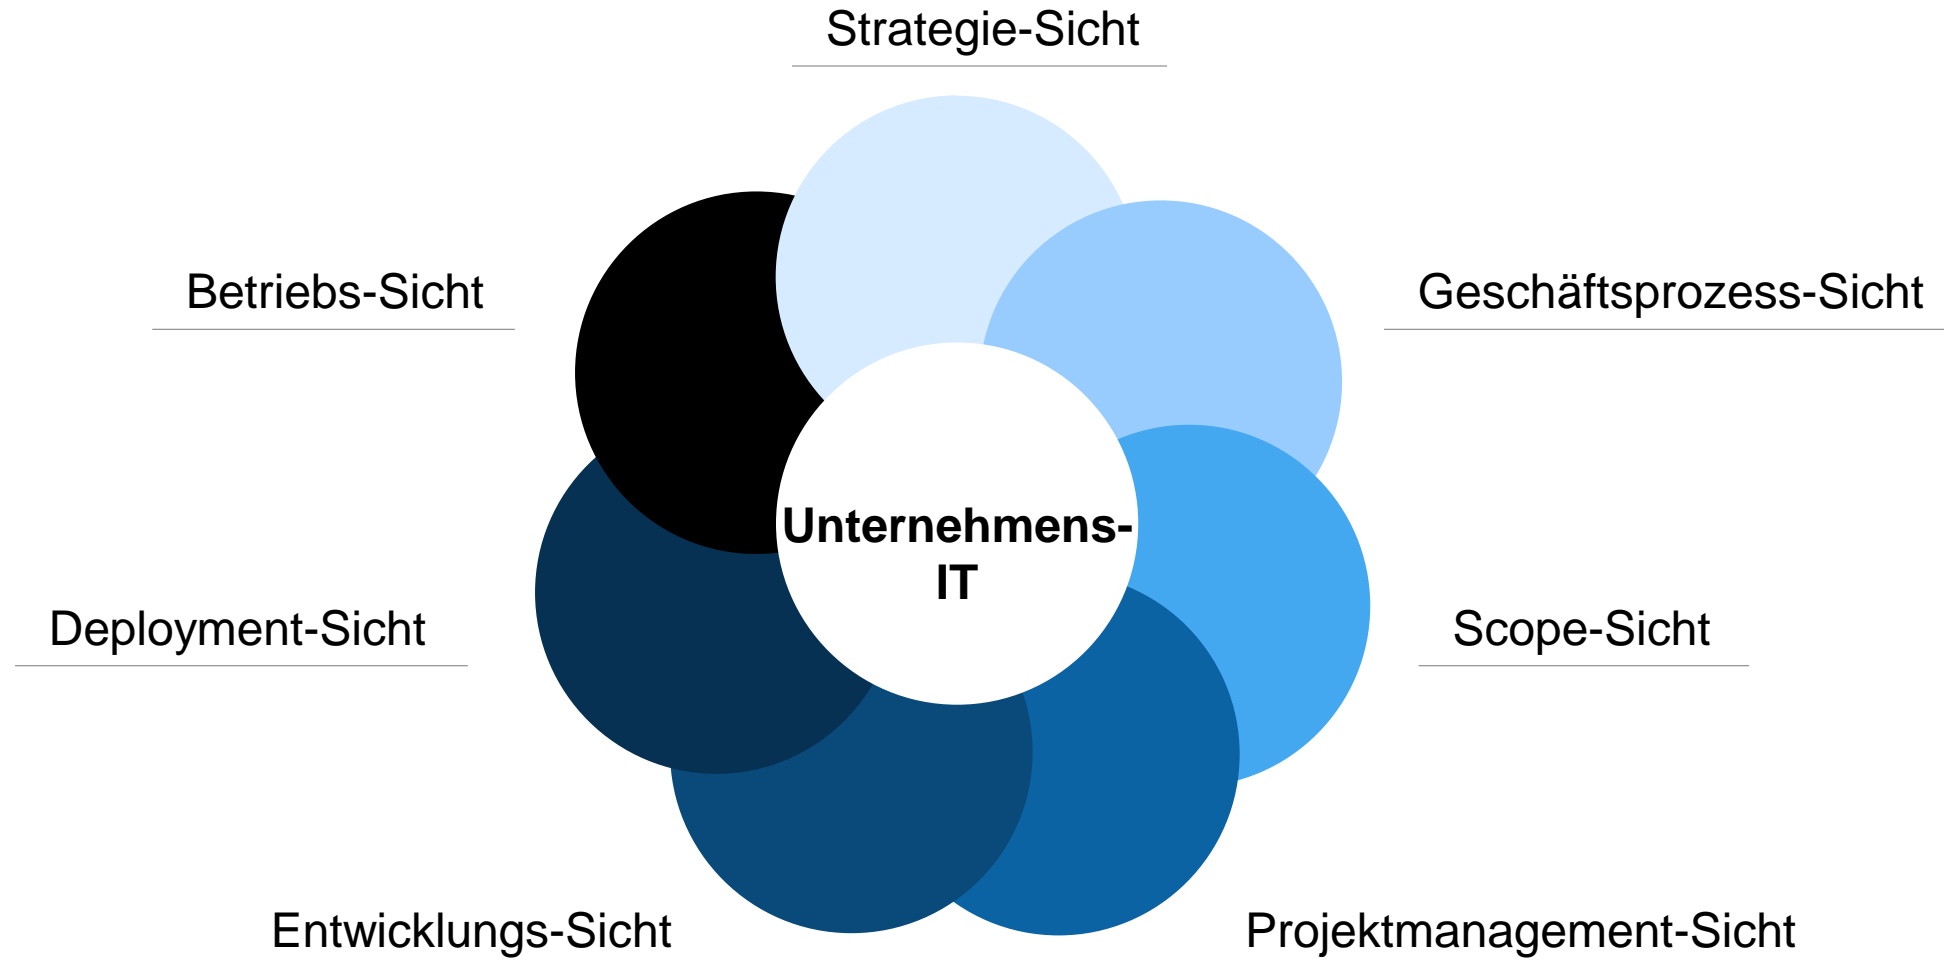 Strategie-Sicht
Betriebs-Sicht
Geschäftsprozess-Sicht
Unternehmens-
IT
Deployment-Sicht
Scope-Sicht
Entwicklungs-Sicht
Projektmanagement-Sicht